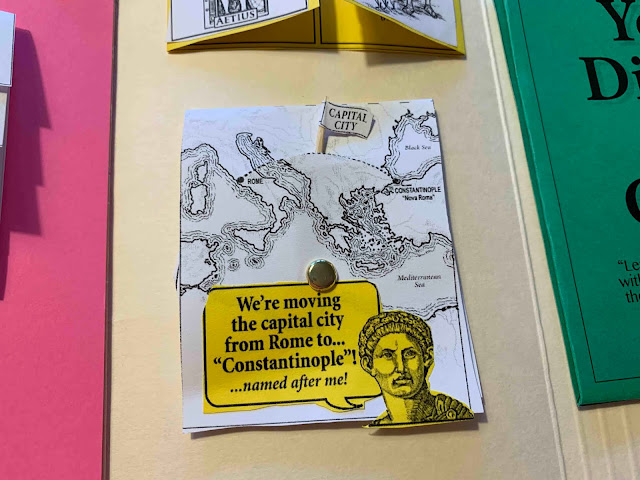 AETIUS
Yo
Di
CAPITAL
CITY
Black Sea
ROME
CONSTANTINOPLE
"Nova Roma"
Mediterranean
Sea
We're moving
the capital city
from Rome to...
"Constantinople"!
...named after me!
"Le
with
th